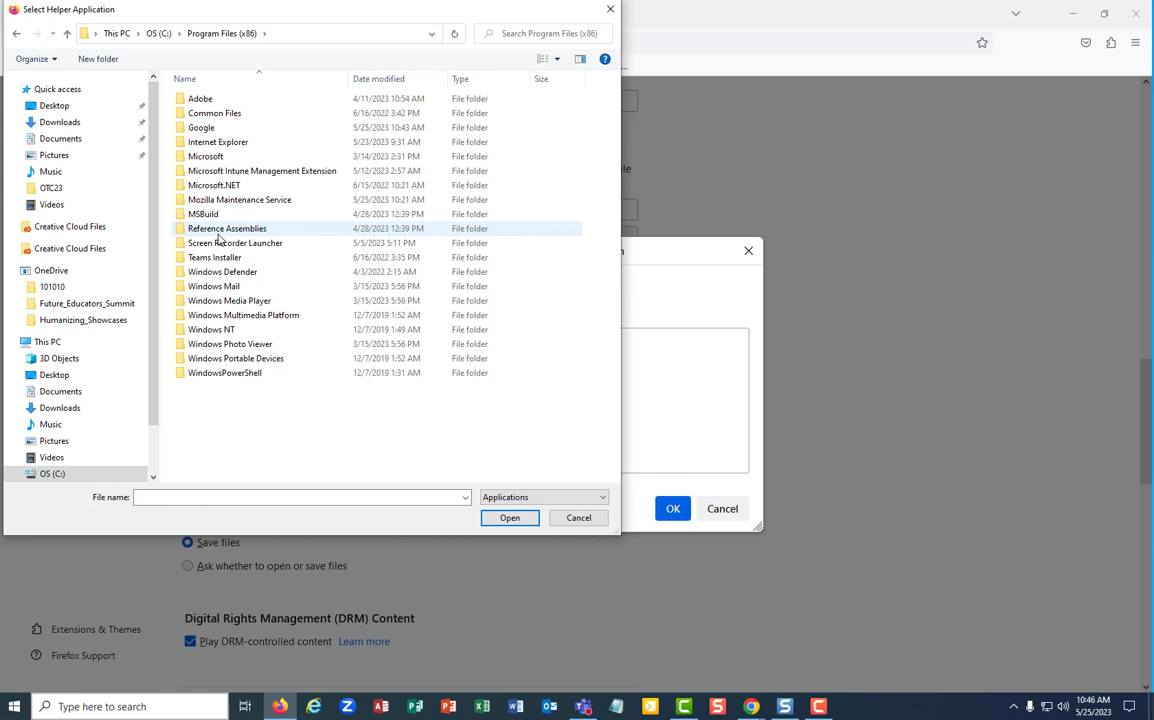 Select Helper Application
This PC
OS (C:)
Program Files (x86)
Search Program Files (x86)
Organize
New folder
Name
Date modified
Type
Size
Quick access
Desktop
Downloads
Documents
Pictures
Music
OTC23
Videos
Creative Cloud Files
Creative Cloud Files
OneDrive
101010
Future_Educators_Summit
Humanizing_Showcases
This PC
3D Objects
Desktop
Documents
Downloads
Music
Pictures
Videos
OS (C:)
Adobe 4/11/2023 10:54 AM File folder
Common Files 6/16/2022 3:42 PM File folder
Google 5/25/2023 10:43 AM File folder
Internet Explorer 5/23/2023 9:31 AM File folder
Microsoft 3/14/2023 2:31 PM File folder
Microsoft Intune Management Extension 5/12/2023 2:57 AM File folder
Microsoft.NET 6/15/2022 10:21 AM File folder
Mozilla Maintenance Service 5/25/2023 10:21 AM File folder
MSBuild 4/28/2023 12:39 PM File folder
Reference Assemblies 4/28/2023 12:39 PM File folder
Screen Recorder Launcher 5/5/2023 5:11 PM File folder
Teams Installer 6/16/2022 3:35 PM File folder
Windows Defender 4/3/2022 2:15 AM File folder
Windows Mail 3/15/2023 5:56 PM File folder
Windows Media Player 3/15/2023 5:56 PM File folder
Windows Multimedia Platform 12/7/2019 1:52 AM File folder
Windows NT 12/7/2019 1:49 AM File folder
Windows Photo Viewer 3/15/2023 5:56 PM File folder
Windows Portable Devices 12/7/2019 1:52 AM File folder
WindowsPowerShell 12/7/2019 1:31 AM File folder
File name:
Applications
Open
Cancel
OK
Cancel
Save files
Ask whether to open or save files
Digital Rights Management (DRM) Content
Play DRM-controlled content Learn more
Extensions & Themes
Firefox Support
Type here to search
10:46 AM
5/25/2023